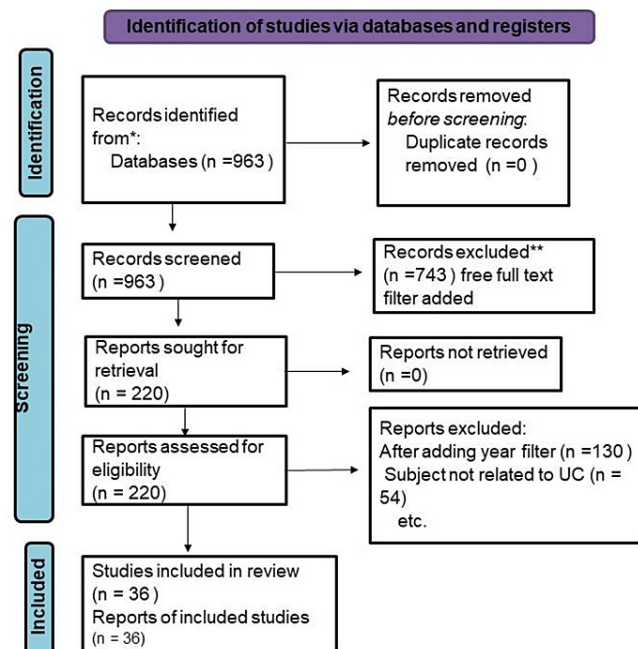 Identification of studies via databases and registers
Identification
Records identified
from*:
Databases (n =963 )
Records removed
before screening:
Duplicate records
removed (n =0 )
Screening
Records screened
(n =963)
Records excluded**
(n =743) free full text
filter added
Reports sought for
retrieval
(n = 220)
Reports not retrieved
(n =0)
Reports assessed for
eligibility
(n = 220)
Reports excluded:
After adding year filter (n =130 )
Subject not related to UC (n =
54)
etc.
Included
Studies included in review
(n = 36 )
Reports of included studies
(n = 36)